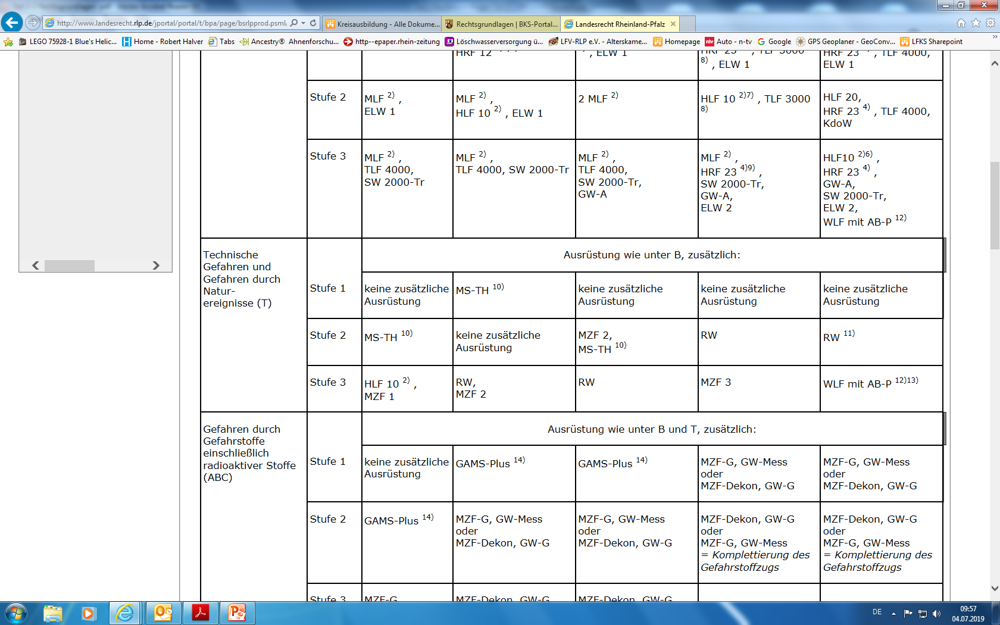 http://www.landesrecht.rlp.de/jportal/portal/t/bpa/page/bsrlpprod.psml
Kreisausbildung - Alle Dokume...
Rechtsgrundlagen | BKS-Portal...
Landesrecht Rheinland-Pfalz
LEGO 75928-1 Blue's Helic...
Home - Robert Halver
Tabs
Ancestry® Ahnenforschu...
http--epaper.rhein-zeitung
Löschwasserversorgung ü...
LFV-RLP e.V. - Alterskame...
Homepage
Auto - n-tv
Google
GPS Geoplaner - GeoConv...
LFKS Sharepoint
HRF 12
, ELW 1
8) , ELW 1
HRF 23 , TLF 4000,
ELW 1
Stufe 2
MLF 2) ,
ELW 1
MLF 2) ,
HLF 10 2) , ELW 1
2 MLF 2)
HLF 10 2)7) , TLF 3000
8)
HLF 20,
HRF 23 4) , TLF 4000,
KdoW
Stufe 3
MLF 2) ,
TLF 4000,
SW 2000-Tr
MLF 2) ,
TLF 4000, SW 2000-Tr
MLF 2) ,
TLF 4000,
SW 2000-Tr,
GW-A
MLF 2) ,
HRF 23 4)9) ,
SW 2000-Tr,
GW-A,
ELW 2
HLF10 2)6) ,
HRF 23 4) ,
GW-A,
SW 2000-Tr,
ELW 2,
WLF mit AB-P 12)
Technische
Gefahren und
Gefahren durch
Natur-
ereignisse (T)
Ausrüstung wie unter B, zusätzlich:
Stufe 1
keine zusätzliche
Ausrüstung
MS-TH 10)
keine zusätzliche
Ausrüstung
keine zusätzliche
Ausrüstung
keine zusätzliche
Ausrüstung
Stufe 2
MS-TH 10)
keine zusätzliche
Ausrüstung
MZF 2,
MS-TH 10)
RW
RW 11)
Stufe 3
HLF 10 2) ,
MZF 1
RW,
MZF 2
RW
MZF 3
WLF mit AB-P 12)13)
Gefahren durch
Gefahrstoffe
einschließlich
radioaktiver Stoffe
(ABC)
Ausrüstung wie unter B und T, zusätzlich:
Stufe 1
keine zusätzliche
Ausrüstung
GAMS-Plus 14)
GAMS-Plus 14)
MZF-G, GW-Mess
oder
MZF-Dekon, GW-G
MZF-G, GW-Mess
oder
MZF-Dekon, GW-G
Stufe 2
GAMS-Plus 14)
MZF-G, GW-Mess
oder
MZF-Dekon, GW-G
MZF-G, GW-Mess
oder
MZF-Dekon, GW-G
MZF-Dekon, GW-G
oder
MZF-G, GW-Mess
= Komplettierung des
Gefahrstoffzugs
MZF-Dekon, GW-G
oder
MZF-G, GW-Mess
= Komplettierung des
Gefahrstoffzugs
Stufe 3
MZF-G
MZF-Dekon, GW-G
MZF-Dekon, GW-G
DE
09:57
04.07.2019